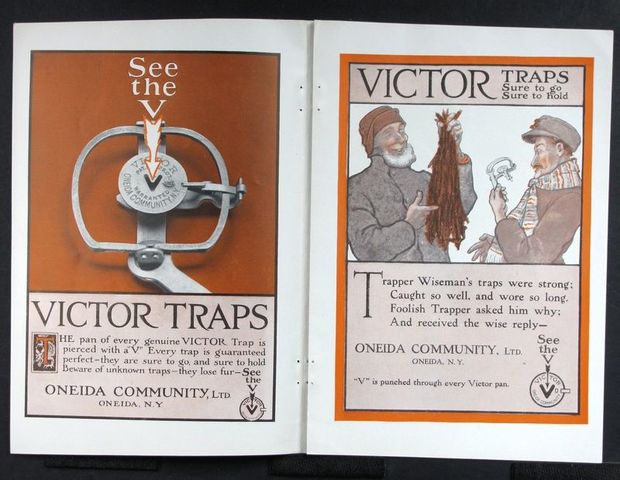 See
the
V
VICTOR
ONEIDA COMMUNITY, N.Y.
WARRANTED
VICTOR TRAPS
THE pan of every genuine VICTOR Trap is
pierced with a "V" Every trap is guaranteed
perfect—they are sure to go, and sure to hold
Beware of unknown traps—they lose fur—See
the
V
ONEIDA COMMUNITY, LTD
ONEIDA, N.Y.
VICTOR TRAPS
Sure to go
Sure to hold
Trapper Wiseman's traps were strong;
Caught so well, and wore so long.
Foolish Trapper asked him why;
And received the wise reply—
See
the
V
ONEIDA COMMUNITY, LTD.
ONEIDA, N.Y.
VICTOR
"V" is punched through every Victor pan.